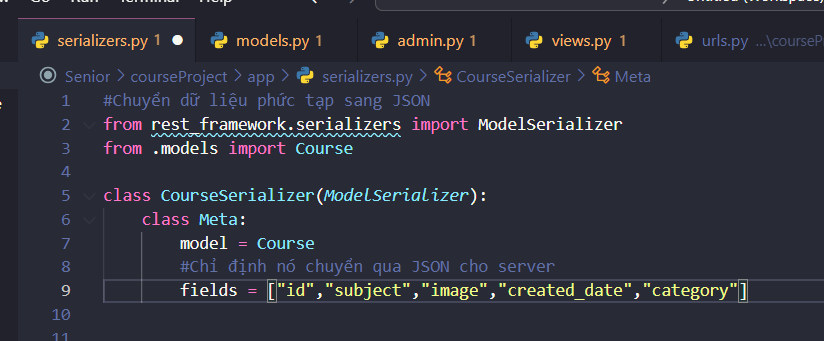 Help
serializers.py 1
models.py 1
admin.py 1
views.py 1
urls.py ...\courseP
Senior > courseProject > app > serializers.py > CourseSerializer > Meta
1 #Chuyển dữ liệu phức tạp sang JSON
2 from rest_framework.serializers import ModelSerializer
3 from .models import Course
4
5 class CourseSerializer(ModelSerializer):
6 class Meta:
7 model = Course
8 #Chỉ định nó chuyển qua JSON cho server
9 fields = ["id","subject","image","created_date","category"]
10
11